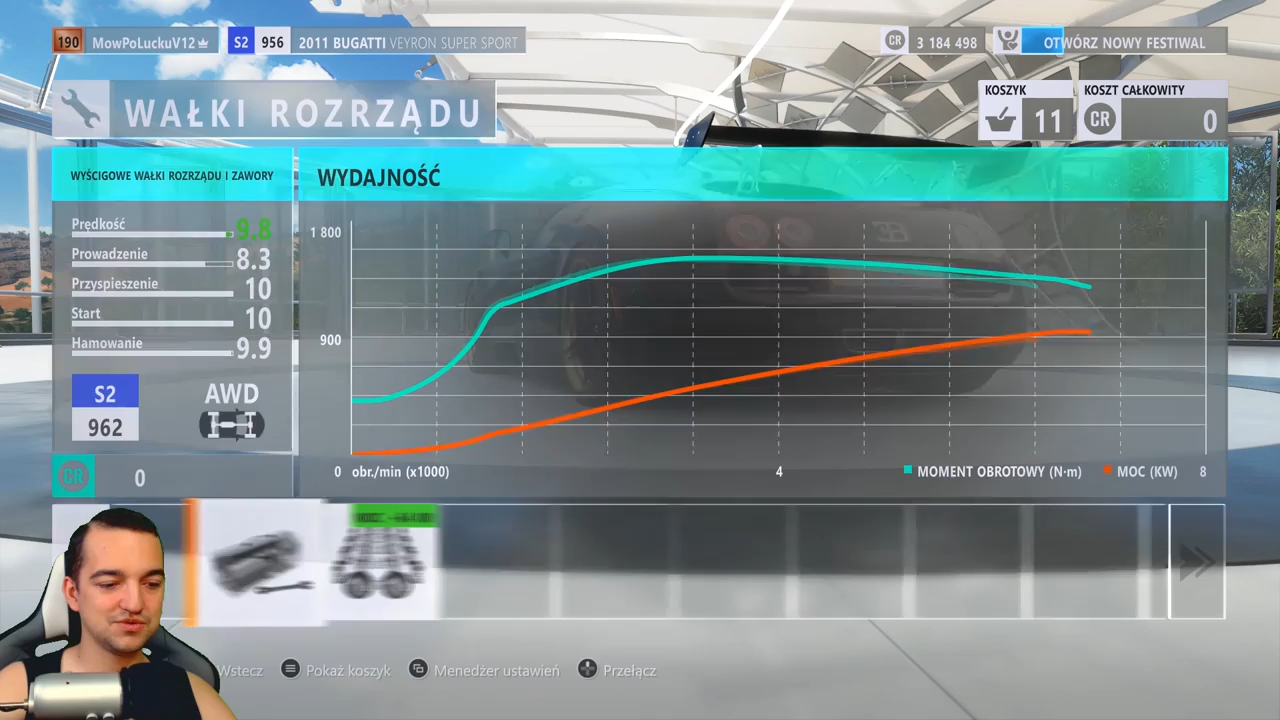 190 MowPoLuckuV12
S2 956 2011 BUGATTI VEYRON SUPER SPORT
CR 3 184 498
OTWÓRZ NOWY FESTIWAL
WAŁKI ROZRZĄDU
KOSZYK
11
KOSZT CAŁKOWITY
CR 0
WYŚCIGOWE WAŁKI ROZRZĄDU I ZAWORY
WYDAJNOŚĆ
Prędkość 9.8
Prowadzenie 8.3
Przyspieszenie 10
Start 10
Hamowanie 9.9
S2
962
AWD
CR 0
1 800
900
0 obr./min (x1000) 4 MOMENT OBROTOWY (N·m) MOC (KW) 8
Wstecz Pokaż koszyk Menedżer ustawień Przełącz